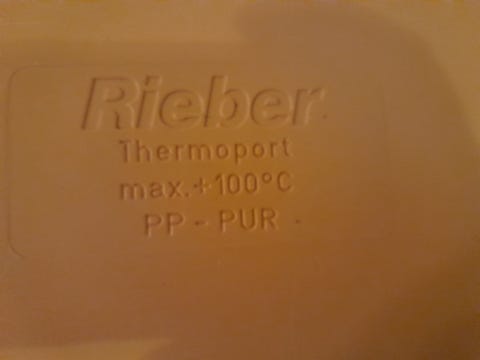 Rieber
Thermoport
max.+100°C
PP - PUR